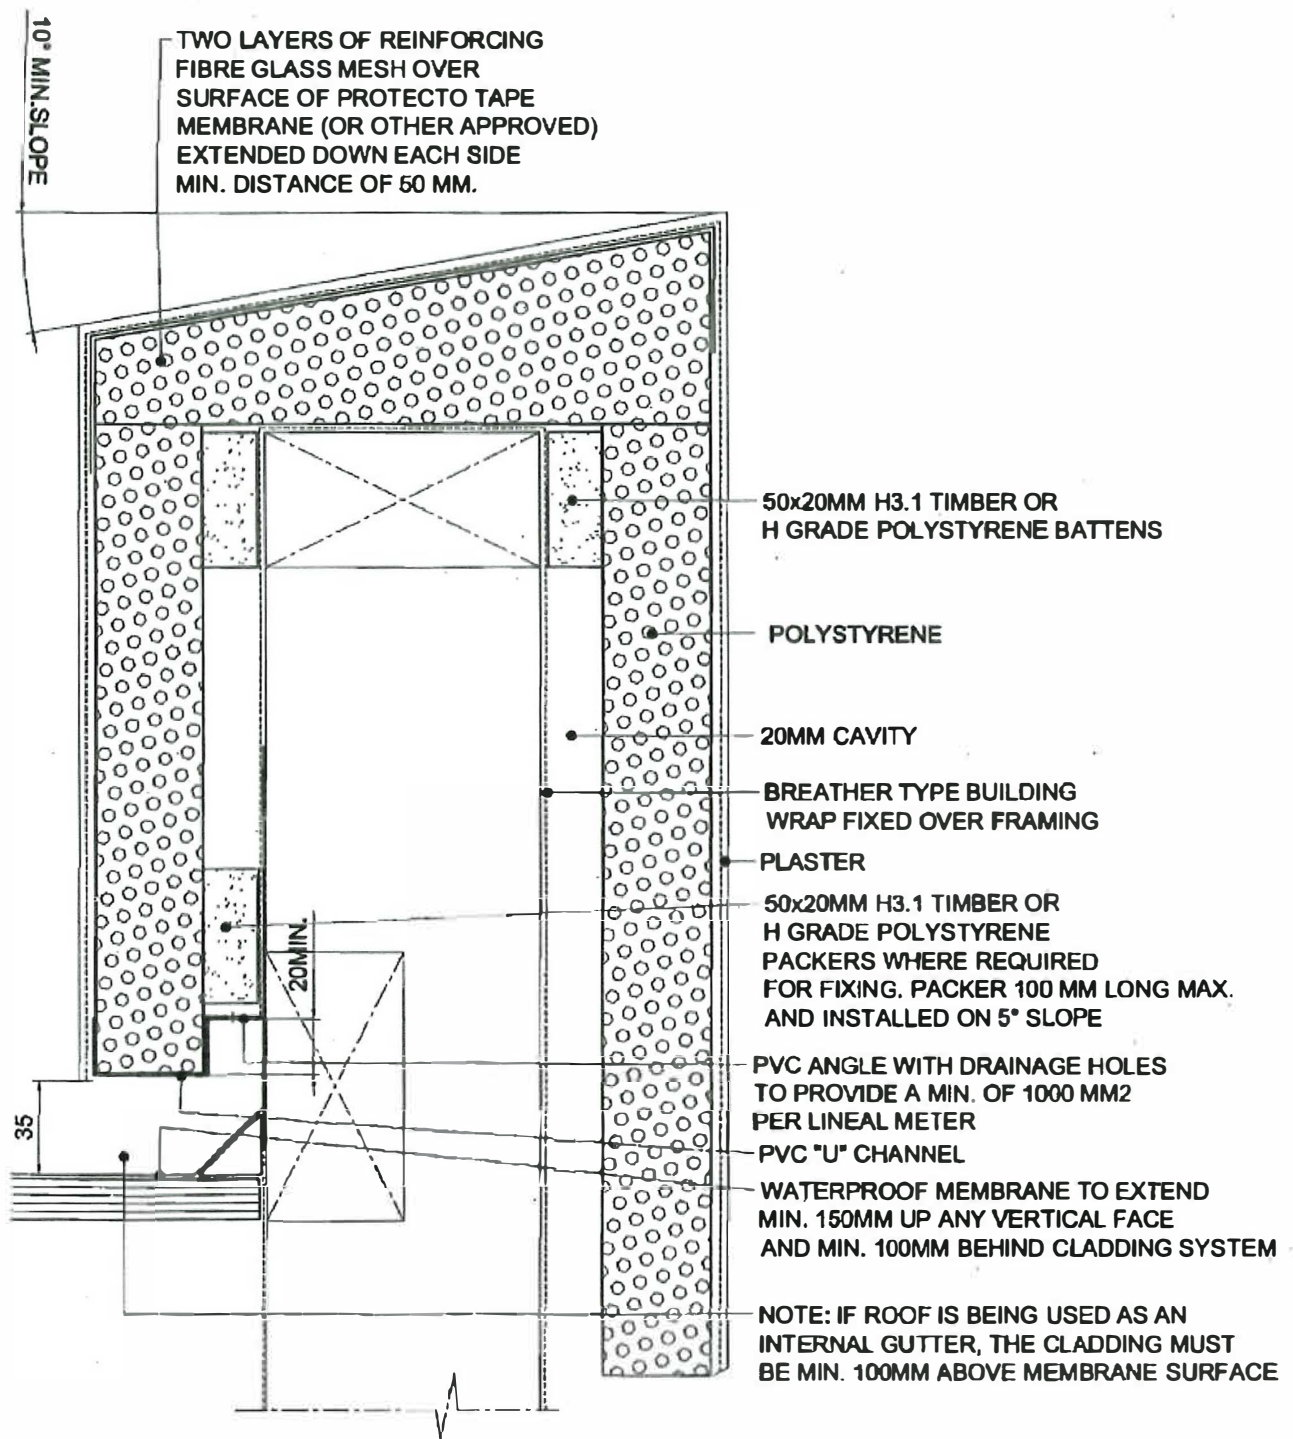 10° MIN.SLOPE
TWO LAYERS OF REINFORCING
FIBRE GLASS MESH OVER
SURFACE OF PROTECTO TAPE
MEMBRANE (OR OTHER APPROVED)
EXTENDED DOWN EACH SIDE
MIN. DISTANCE OF 50 MM.
50x20MM H3.1 TIMBER OR
H GRADE POLYSTYRENE BATTENS
POLYSTYRENE
20MM CAVITY
BREATHER TYPE BUILDING
WRAP FIXED OVER FRAMING
PLASTER
50x20MM H3.1 TIMBER OR
H GRADE POLYSTYRENE
PACKERS WHERE REQUIRED
FOR FIXING. PACKER 100 MM LONG MAX.
AND INSTALLED ON 5° SLOPE
20MIN.
PVC ANGLE WITH DRAINAGE HOLES
TO PROVIDE A MIN. OF 1000 MM2
PER LINEAL METER
35
PVC "U" CHANNEL
WATERPROOF MEMBRANE TO EXTEND
MIN. 150MM UP ANY VERTICAL FACE
AND MIN. 100MM BEHIND CLADDING SYSTEM
NOTE: IF ROOF IS BEING USED AS AN
INTERNAL GUTTER, THE CLADDING MUST
BE MIN. 100MM ABOVE MEMBRANE SURFACE